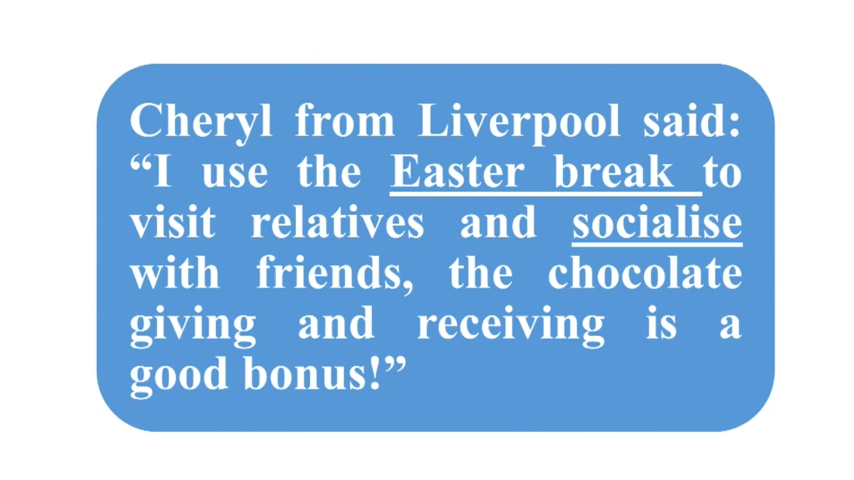 Cheryl from Liverpool said:
“I use the Easter break to
visit relatives and socialise
with friends, the chocolate
giving and receiving is a
good bonus!”